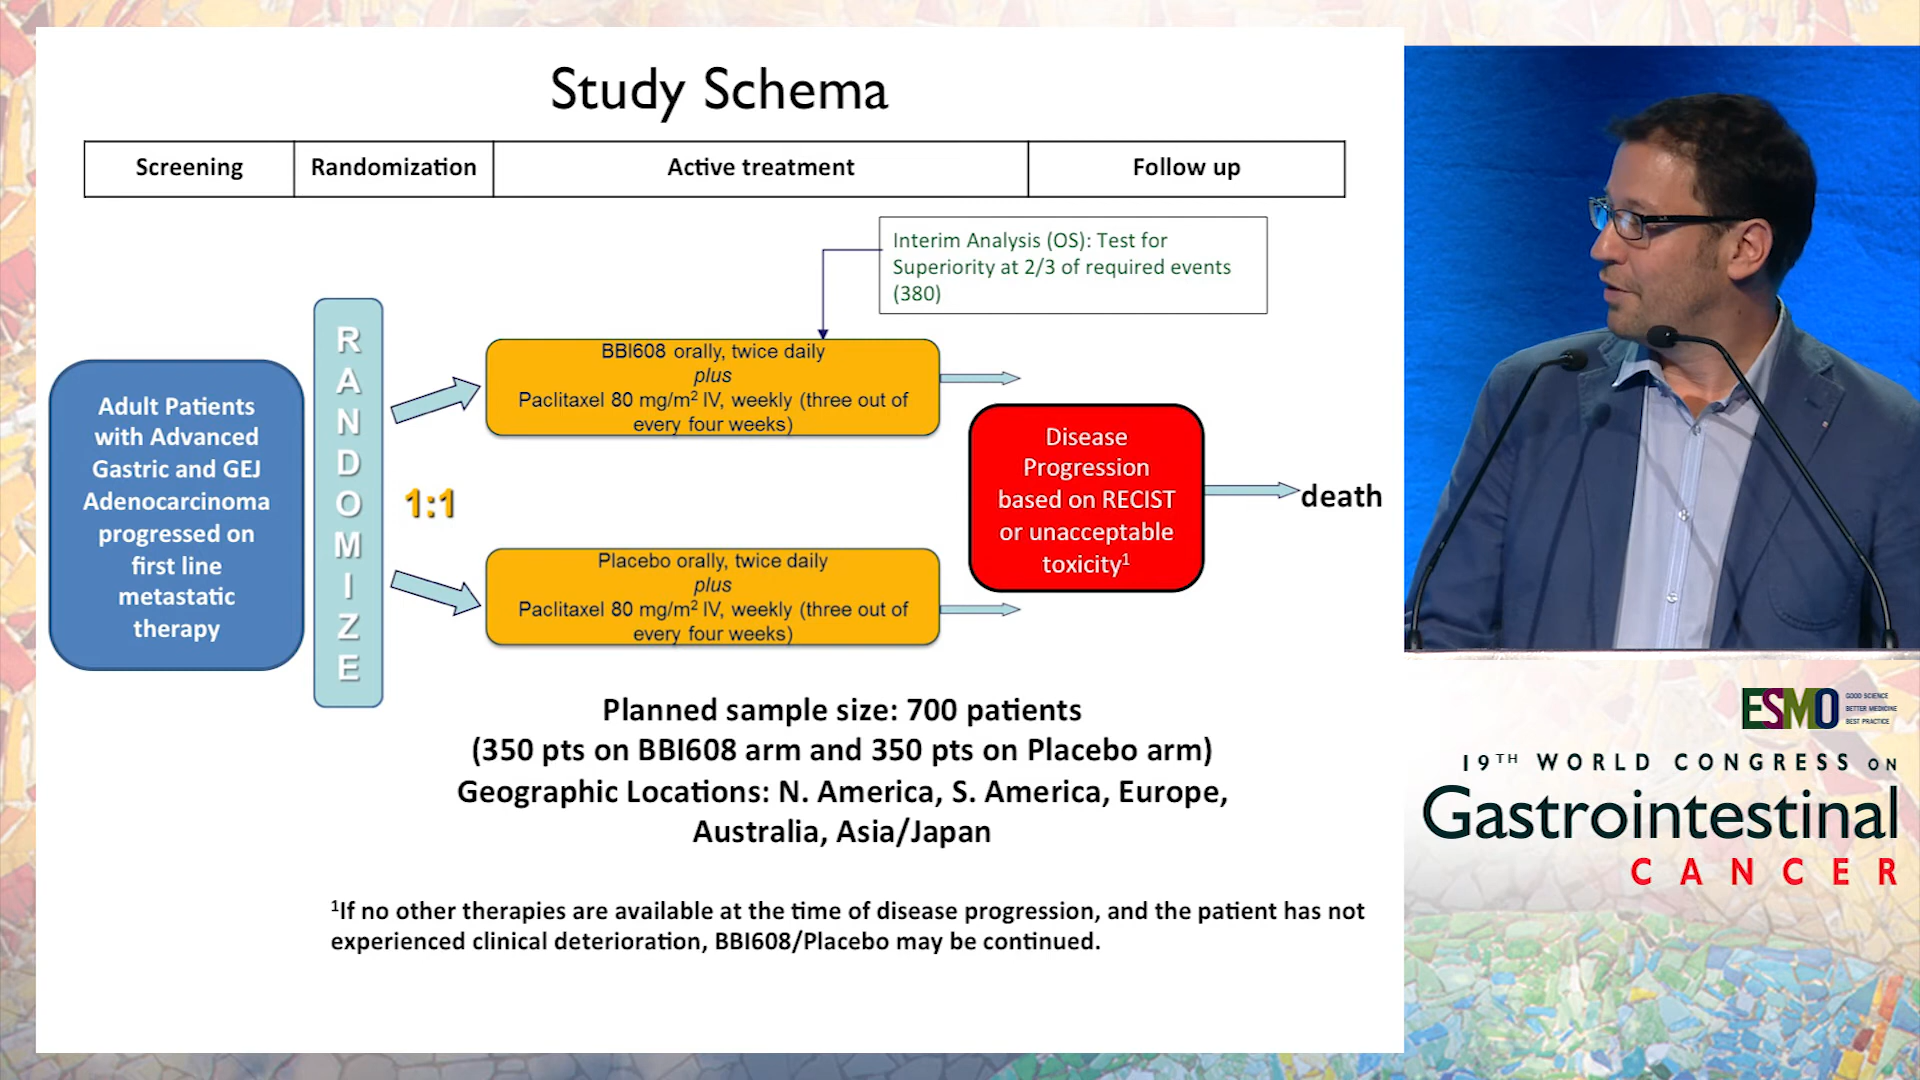 Study Schema
Screening
Randomization
Active treatment
Follow up
Interim Analysis (OS): Test for
Superiority at 2/3 of required events
(380)
Adult Patients
with Advanced
Gastric and GEJ
Adenocarcinoma
progressed on
first line
metastatic
therapy
R
A
N
D
O
M
I
Z
E
1:1
BBI608 orally, twice daily
plus
Paclitaxel 80 mg/m² IV, weekly (three out of
every four weeks)
Placebo orally, twice daily
plus
Paclitaxel 80 mg/m² IV, weekly (three out of
every four weeks)
Disease
Progression
based on RECIST
or unacceptable
toxicity¹
death
Planned sample size: 700 patients
(350 pts on BBI608 arm and 350 pts on Placebo arm)
Geographic Locations: N. America, S. America, Europe,
Australia, Asia/Japan
¹If no other therapies are available at the time of disease progression, and the patient has not
experienced clinical deterioration, BBI608/Placebo may be continued.
ESMO
GOOD SCIENCE
BETTER MEDICINE
BEST PRACTICE
19TH WORLD CONGRESS ON
Gastrointestinal
CANCER